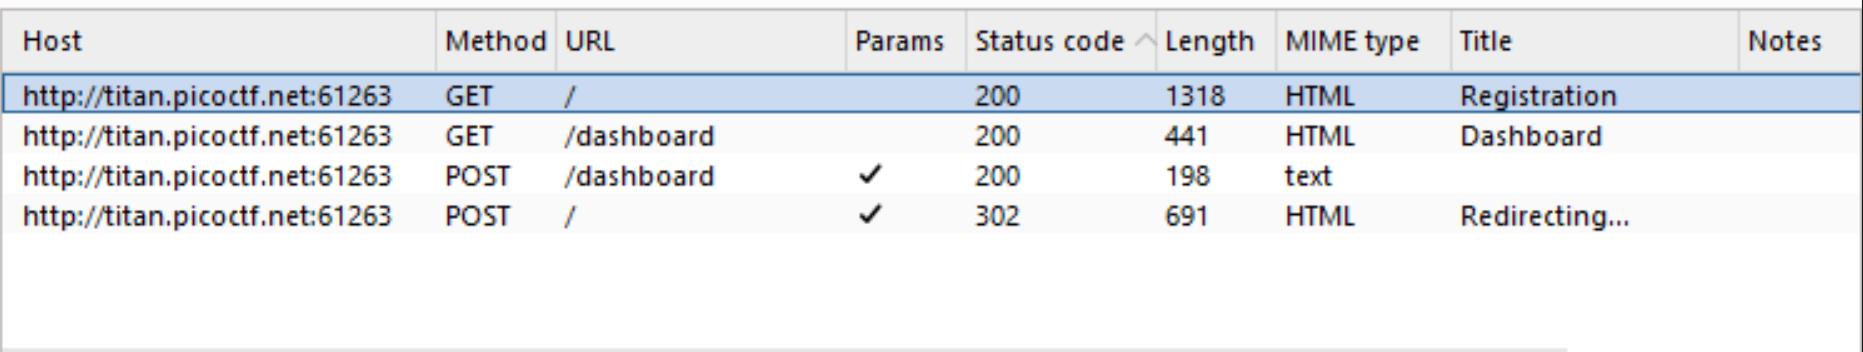 Host Method URL Params Status code Length MIME type Title Notes
http://titan.picoctf.net:61263 GET / 200 1318 HTML Registration
http://titan.picoctf.net:61263 GET /dashboard 200 441 HTML Dashboard
http://titan.picoctf.net:61263 POST /dashboard ✓ 200 198 text
http://titan.picoctf.net:61263 POST / ✓ 302 691 HTML Redirecting...